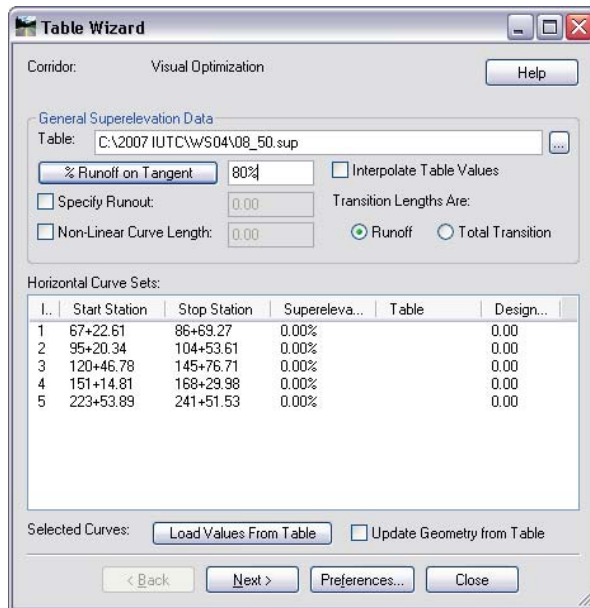 Table Wizard
Corridor: Visual Optimization
Help
General Superelevation Data
Table: C:\2007 IUTC\WS04\08_50.sup ...
% Runoff on Tangent 80% Interpolate Table Values
Specify Runout: 0.00 Transition Lengths Are:
Non-Linear Curve Length: 0.00 Runoff Total Transition
Horizontal Curve Sets:
I.. Start Station Stop Station Supereleva... Table Design...
1 67+22.61 86+69.27 0.00% 0.00
2 95+20.34 104+53.61 0.00% 0.00
3 120+46.78 145+76.71 0.00% 0.00
4 151+14.81 168+29.98 0.00% 0.00
5 223+53.89 241+51.53 0.00% 0.00
Selected Curves: Load Values From Table Update Geometry from Table
< Back Next > Preferences... Close